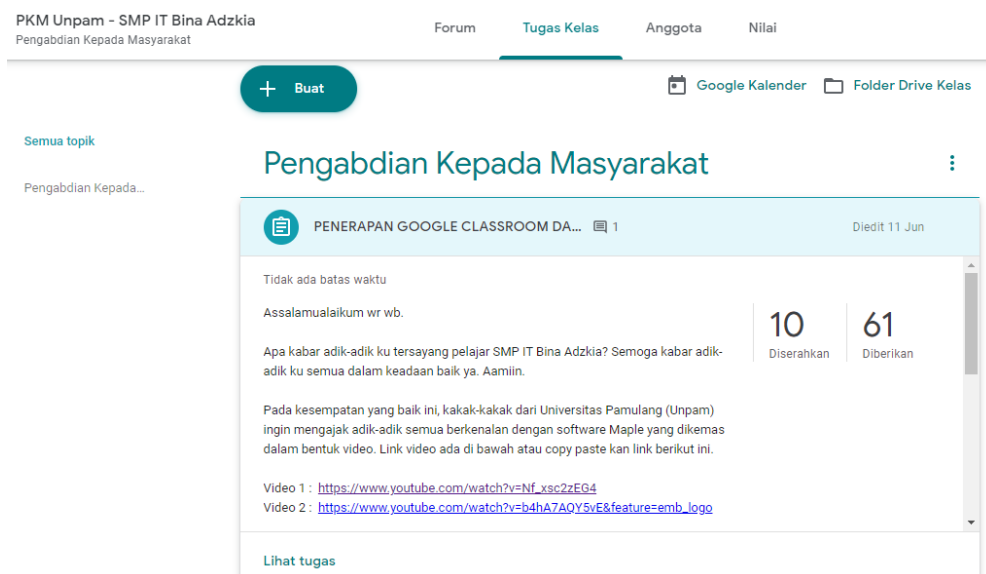 PKM Unpam - SMP IT Bina Adzkia
Pengabdian Kepada Masyarakat
Forum
Tugas Kelas
Anggota
Nilai
+ Buat
Google Kalender
Folder Drive Kelas
Semua topik
Pengabdian Kepada...
Pengabdian Kepada Masyarakat
PENERAPAN GOOGLE CLASSROOM DA... 1
Diedit 11 Jun
Tidak ada batas waktu
Assalamualaikum wr wb.
Apa kabar adik-adik ku tersayang pelajar SMP IT Bina Adzkia? Semoga kabar adik-
adik ku semua dalam keadaan baik ya. Aamiin.
Pada kesempatan yang baik ini, kakak-kakak dari Universitas Pamulang (Unpam)
ingin mengajak adik-adik semua berkenalan dengan software Maple yang dikemas
dalam bentuk video. Link video ada di bawah atau copy paste kan link berikut ini.
Video 1 : https://www.youtube.com/watch?v=Nf_xsc2zEG4
Video 2 : https://www.youtube.com/watch?v=b4hA7AQY5vE&feature=emb_logo
10
Diserahkan
61
Diberikan
Lihat tugas